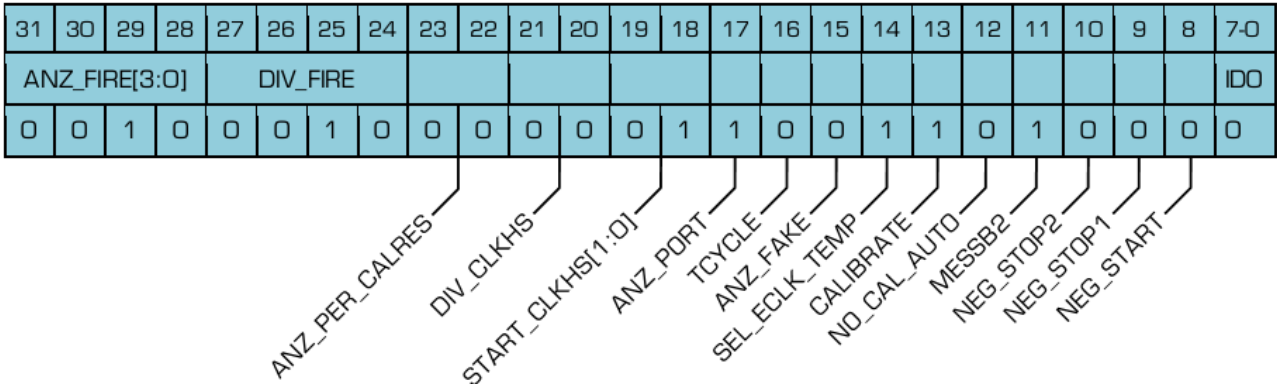 31 30 29 28 27 26 25 24 23 22 21 20 19 18 17 16 15 14 13 12 11 10 9 8 7-0
ANZ_FIRE[3:0] DIV_FIRE ID0
0 0 1 0 0 0 1 0 0 0 0 0 0 1 1 0 0 1 1 0 1 0 0 0 0
ANZ_PER_CALRES
DIV_CLKHS
START_CLKHS[1:0]
ANZ_PORT
TCYCLE
ANZ_FAKE
SEL_ECLK_TEMP
CALIBRATE
NO_CAL_AUTO
MESSB2
NEG_STOP2
NEG_STOP1
NEG_START